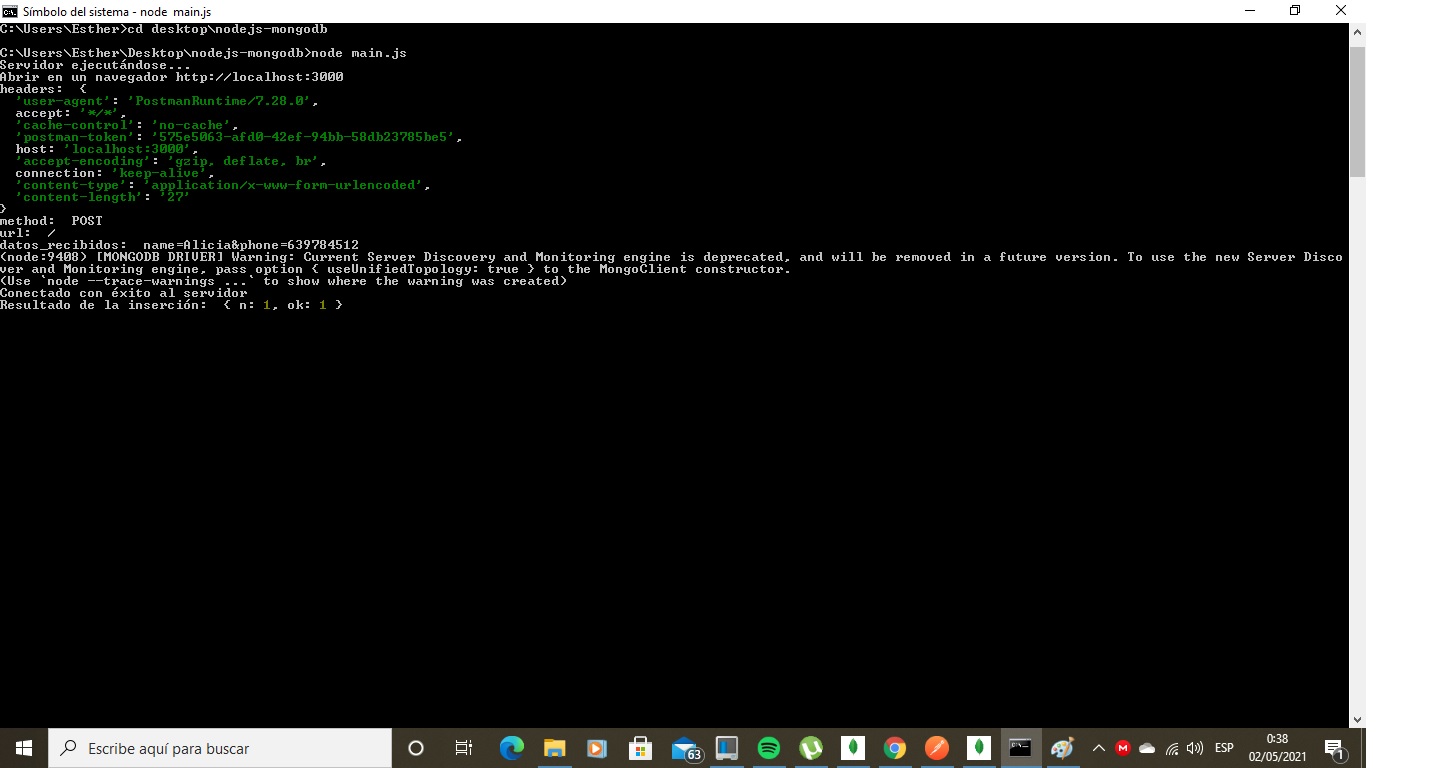 Símbolo del sistema - node main.js
C:\Users\Esther>cd desktop\nodejs-mongodb
C:\Users\Esther\Desktop\nodejs-mongodb>node main.js
Servidor ejecutándose...
Abrir en un navegador http://localhost:3000
headers:  {
  'user-agent': 'PostmanRuntime/7.28.0',
  accept: '*/*',
  'cache-control': 'no-cache',
  'postman-token': '575e5063-afd0-42ef-94bb-58db23785be5',
  host: 'localhost:3000',
  'accept-encoding': 'gzip, deflate, br',
  connection: 'keep-alive',
  'content-type': 'application/x-www-form-urlencoded',
  'content-length': '27'
}
method:  POST
url:  /
datos_recibidos:  name=Alicia&phone=639784512
(node:9408) [MONGODB DRIVER] Warning: Current Server Discovery and Monitoring engine is deprecated, and will be removed in a future version. To use the new Server Disco
ver and Monitoring engine, pass option { useUnifiedTopology: true } to the MongoClient constructor.
(Use `node --trace-warnings ...` to show where the warning was created)
Conectado con éxito al servidor
Resultado de la inserción:  { n: 1, ok: 1 }
Escribe aquí para buscar
63
ESP
0:38
02/05/2021
1